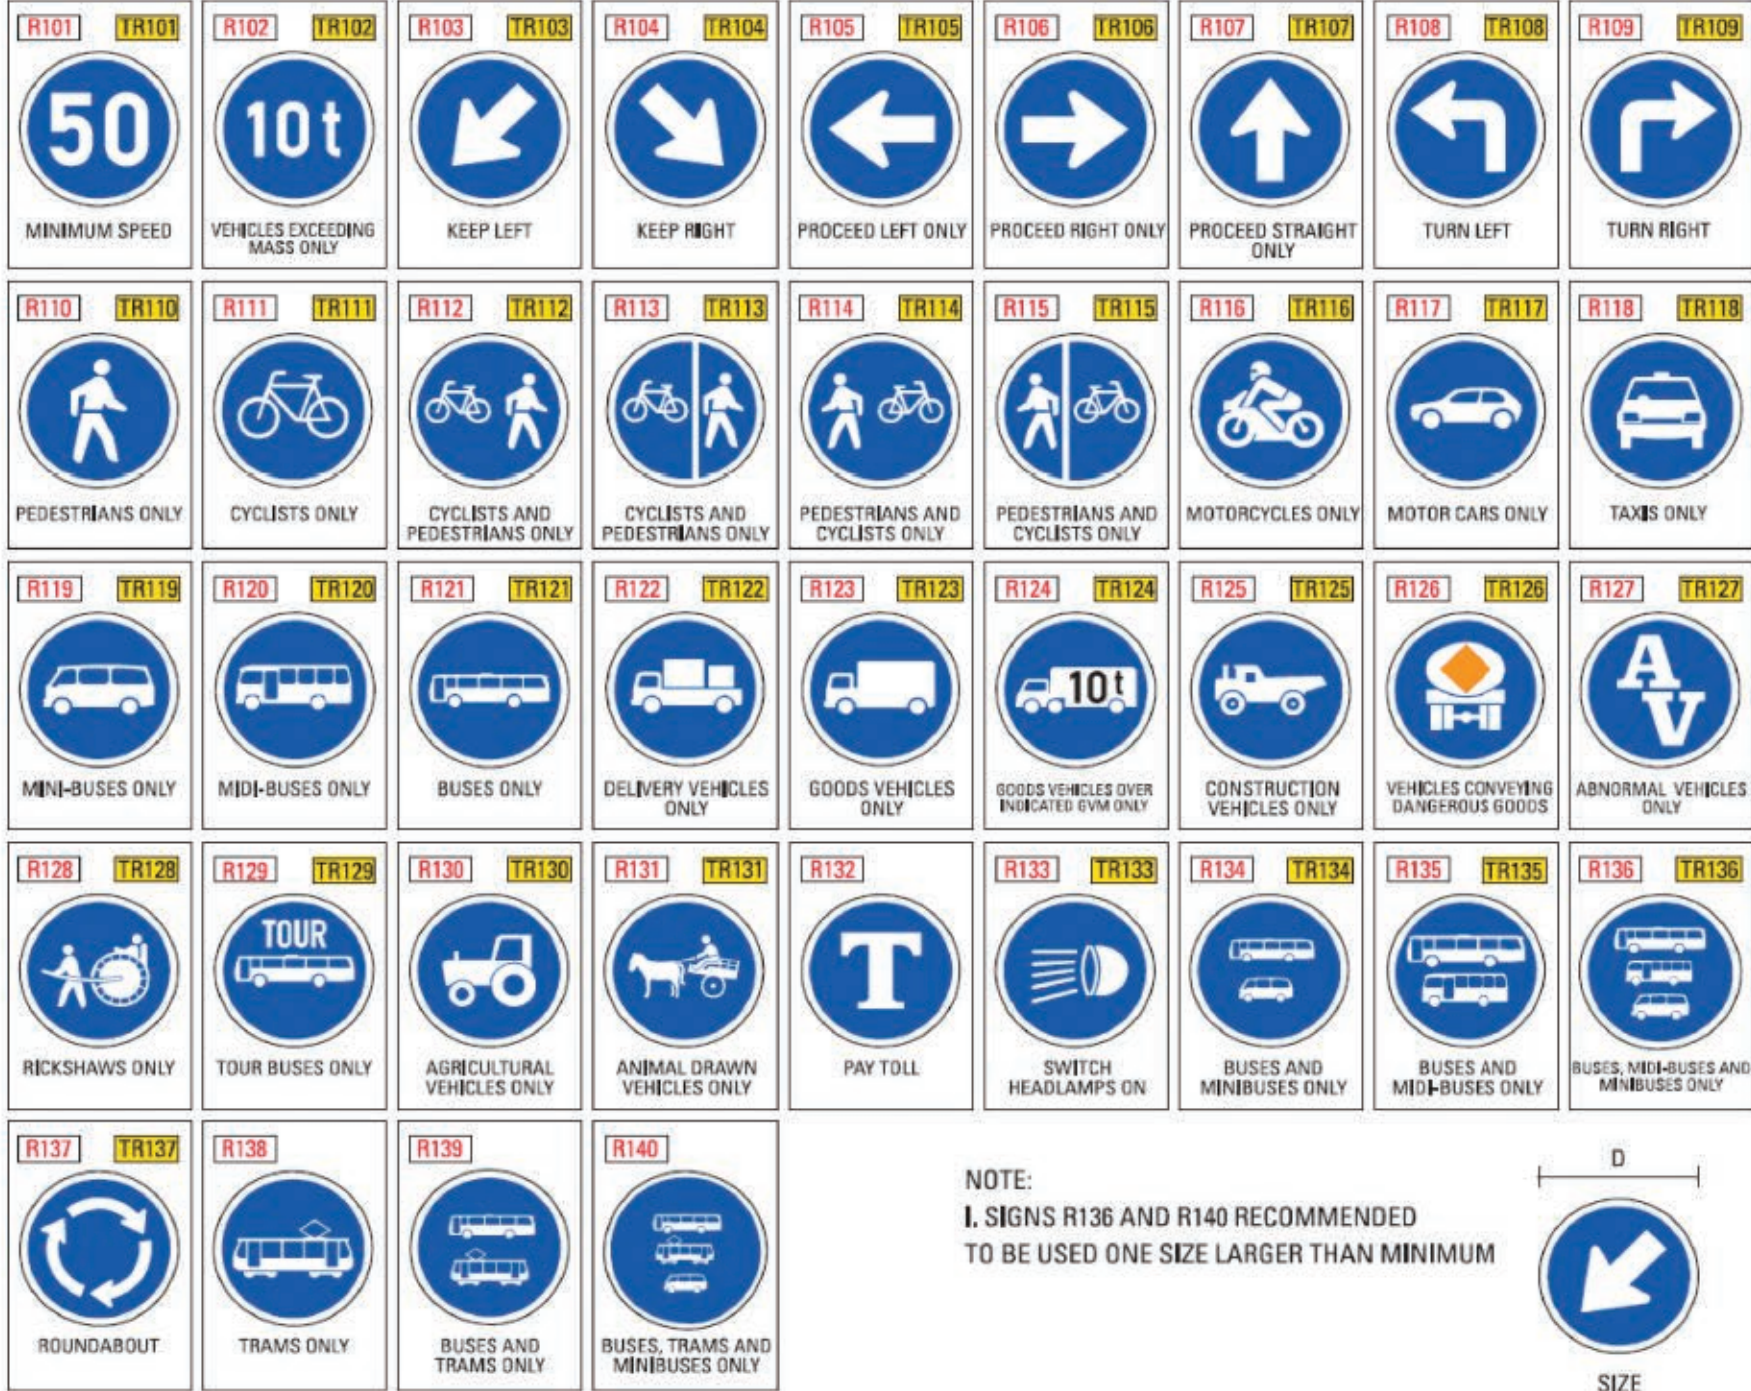 R101 TR101
50
MINIMUM SPEED
R102 TR102
10t
VEHICLES EXCEEDING
MASS ONLY
R103 TR103
KEEP LEFT
R104 TR104
KEEP RIGHT
R105 TR105
PROCEED LEFT ONLY
R106 TR106
PROCEED RIGHT ONLY
R107 TR107
PROCEED STRAIGHT
ONLY
R108 TR108
TURN LEFT
R109 TR109
TURN RIGHT
R110 TR110
PEDESTRIANS ONLY
R111 TR111
CYCLISTS ONLY
R112 TR112
CYCLISTS AND
PEDESTRIANS ONLY
R113 TR113
CYCLISTS AND
PEDESTRIANS ONLY
R114 TR114
PEDESTRIANS AND
CYCLISTS ONLY
R115 TR115
PEDESTRIANS AND
CYCLISTS ONLY
R116 TR116
MOTORCYCLES ONLY
R117 TR117
MOTOR CARS ONLY
R118 TR118
TAXIS ONLY
R119 TR119
MINI-BUSES ONLY
R120 TR120
MIDI-BUSES ONLY
R121 TR121
BUSES ONLY
R122 TR122
DELIVERY VEHICLES
ONLY
R123 TR123
GOODS VEHICLES
ONLY
R124 TR124
10t
GOODS VEHICLES OVER
INDICATED GVM ONLY
R125 TR125
CONSTRUCTION
VEHICLES ONLY
R126 TR126
VEHICLES CONVEYING
DANGEROUS GOODS
R127 TR127
A
V
ABNORMAL VEHICLES
ONLY
R128 TR128
RICKSHAWS ONLY
R129 TR129
TOUR
TOUR BUSES ONLY
R130 TR130
AGRICULTURAL
VEHICLES ONLY
R131 TR131
ANIMAL DRAWN
VEHICLES ONLY
R132
T
PAY TOLL
R133 TR133
SWITCH
HEADLAMPS ON
R134 TR134
BUSES AND
MINIBUSES ONLY
R135 TR135
BUSES AND
MIDI-BUSES ONLY
R136 TR136
BUSES, MIDI-BUSES AND
MINIBUSES ONLY
R137 TR137
ROUNDABOUT
R138
TRAMS ONLY
R139
BUSES AND
TRAMS ONLY
R140
BUSES, TRAMS AND
MINIBUSES ONLY
NOTE:
I. SIGNS R136 AND R140 RECOMMENDED
TO BE USED ONE SIZE LARGER THAN MINIMUM
D
SIZE